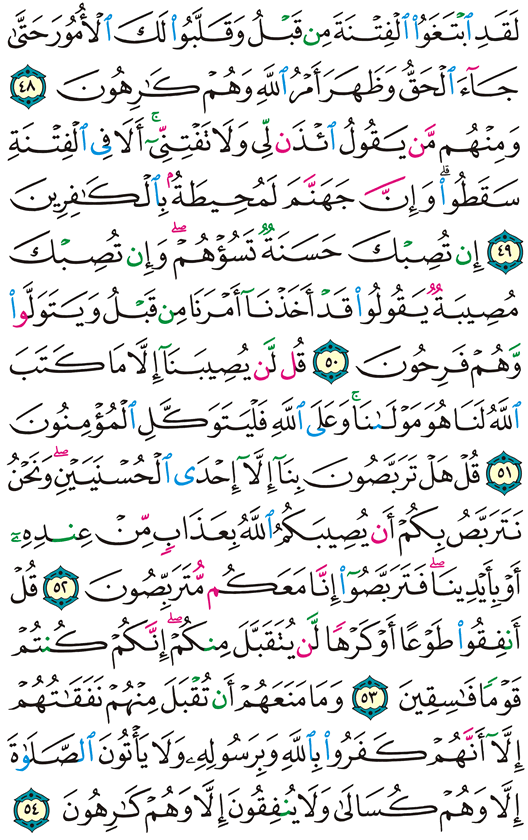 لَقَدِ ٱبْتَغَوُا۟ ٱلْفِتْنَةَ مِن قَبْلُ وَقَلَّبُوا۟ لَكَ ٱلْأُمُورَ حَتَّىٰ
جَآءَ ٱلْحَقُّ وَظَهَرَ أَمْرُ ٱللَّهِ وَهُمْ كَـٰرِهُونَ ٤٨
وَمِنْهُم مَّن يَقُولُ ٱئْذَن لِّى وَلَا تَفْتِنِّىٓ ۚ أَلَا فِى ٱلْفِتْنَةِ
سَقَطُوا۟ ۗ وَإِنَّ جَهَنَّمَ لَمُحِيطَةٌۢ بِٱلْكَـٰفِرِينَ
٤٩ إِن تُصِبْكَ حَسَنَةٌ تَسُؤْهُمْ ۖ وَإِن تُصِبْكَ
مُصِيبَةٌ يَقُولُوا۟ قَدْ أَخَذْنَآ أَمْرَنَا مِن قَبْلُ وَيَتَوَلَّوا۟
وَّهُمْ فَرِحُونَ ٥٠ قُل لَّن يُصِيبَنَآ إِلَّا مَا كَتَبَ
ٱللَّهُ لَنَا هُوَ مَوْلَىٰنَا ۚ وَعَلَى ٱللَّهِ فَلْيَتَوَكَّلِ ٱلْمُؤْمِنُونَ
٥١ قُلْ هَلْ تَرَبَّصُونَ بِنَآ إِلَّآ إِحْدَى ٱلْحُسْنَيَيْنِ ۖ وَنَحْنُ
نَتَرَبَّصُ بِكُمْ أَن يُصِيبَكُمُ ٱللَّهُ بِعَذَابٍ مِّنْ عِندِهِۦٓ
أَوْ بِأَيْدِينَا ۖ فَتَرَبَّصُوٓا۟ إِنَّا مَعَكُم مُّتَرَبِّصُونَ ٥٢ قُلْ
أَنفِقُوا۟ طَوْعًا أَوْ كَرْهًا لَّن يُتَقَبَّلَ مِنكُمْ ۖ إِنَّكُمْ كُنتُمْ
قَوْمًا فَـٰسِقِينَ ٥٣ وَمَا مَنَعَهُمْ أَن تُقْبَلَ مِنْهُمْ نَفَقَـٰتُهُمْ
إِلَّآ أَنَّهُمْ كَفَرُوا۟ بِٱللَّهِ وَبِرَسُولِهِۦ وَلَا يَأْتُونَ ٱلصَّلَوٰةَ
إِلَّا وَهُمْ كُسَالَىٰ وَلَا يُنفِقُونَ إِلَّا وَهُمْ كَـٰرِهُونَ ٥٤